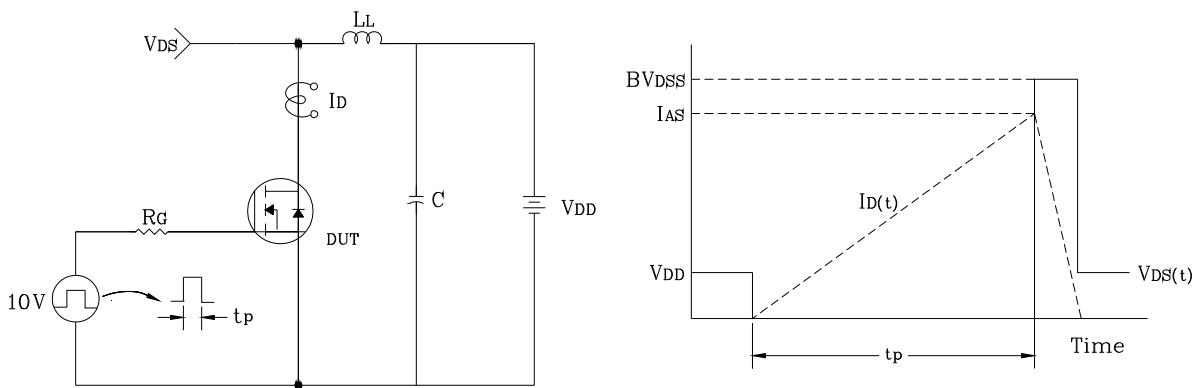 LL
VDS
ID
RG
C
VDD
DUT
10V
tp
BVDSS
IAS
ID(t)
VDD
VDS(t)
tp
Time